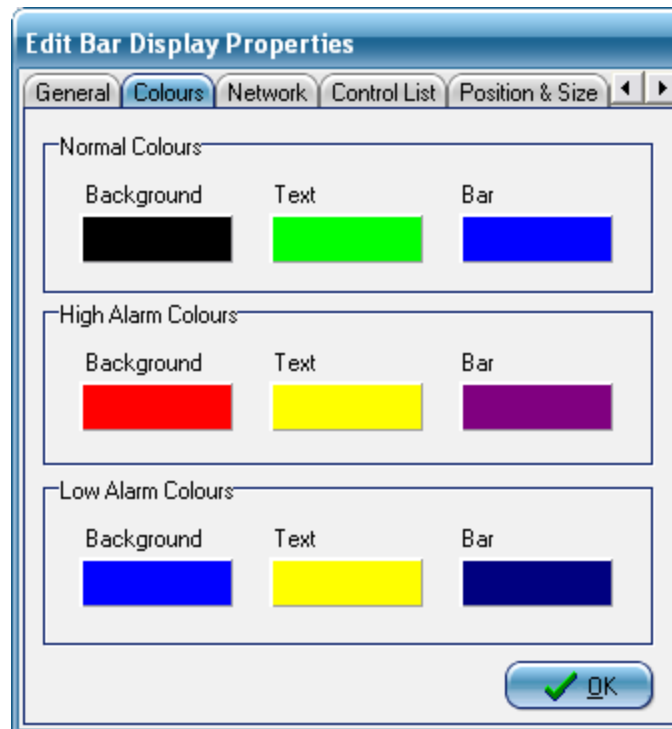 Edit Bar Display Properties
General Colours Network Control List Position & Size
Normal Colours
Background Text Bar
High Alarm Colours
Background Text Bar
Low Alarm Colours
Background Text Bar
OK